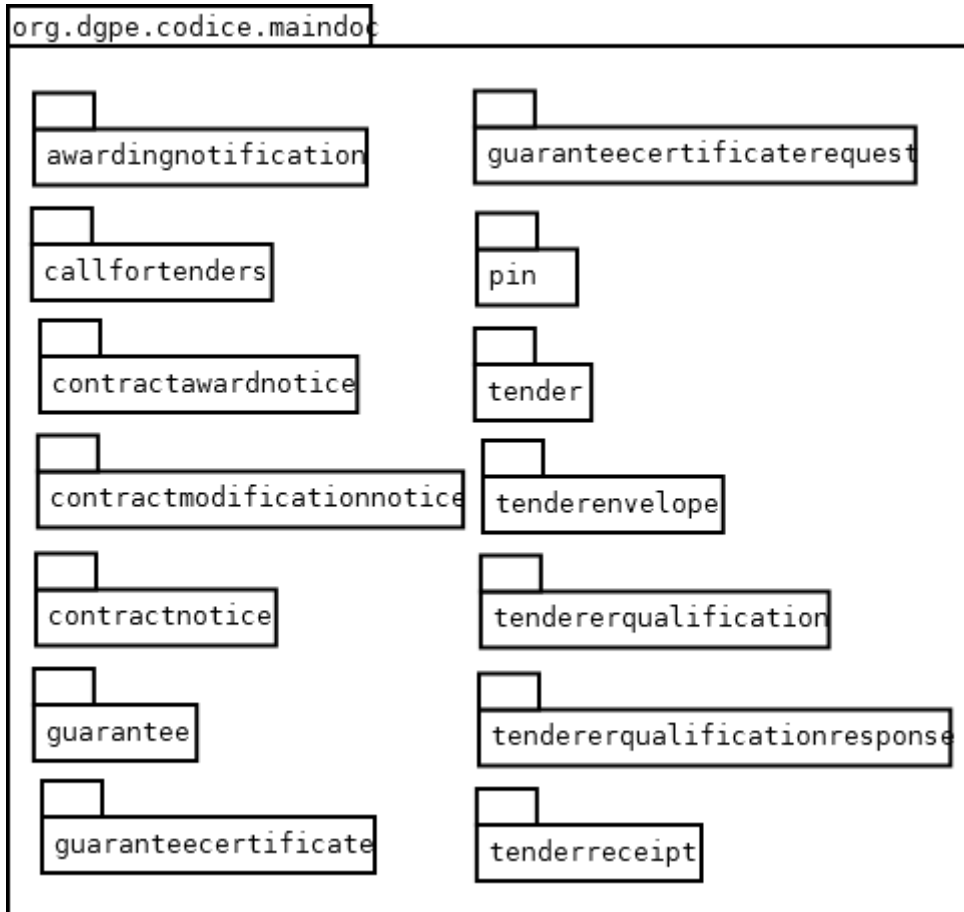 org.dgpe.codice.maindoc
awardingnotification
callfortenders
contractawardnotice
contractmodificationnotice
contractnotice
guarantee
guaranteecertificate
guaranteecertificaterequest
pin
tender
tenderenvelope
tendererqualification
tendererqualificationresponse
tenderreceipt